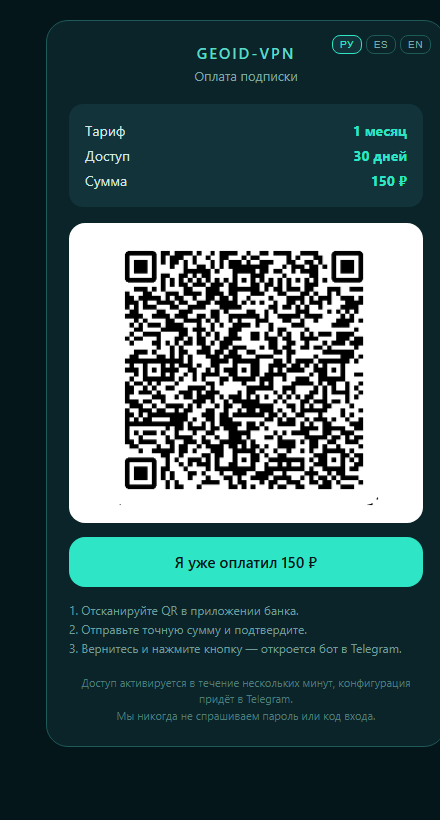 РУ ES EN
GEOID-VPN
Оплата подписки
Тариф 1 месяц
Доступ 30 дней
Сумма 150 ₽
Я уже оплатил 150 ₽
1. Отсканируйте QR в приложении банка.
2. Отправьте точную сумму и подтвердите.
3. Вернитесь и нажмите кнопку — откроется бот в Telegram.
Доступ активируется в течение нескольких минут, конфигурация
придёт в Telegram.
Мы никогда не спрашиваем пароль или код входа.